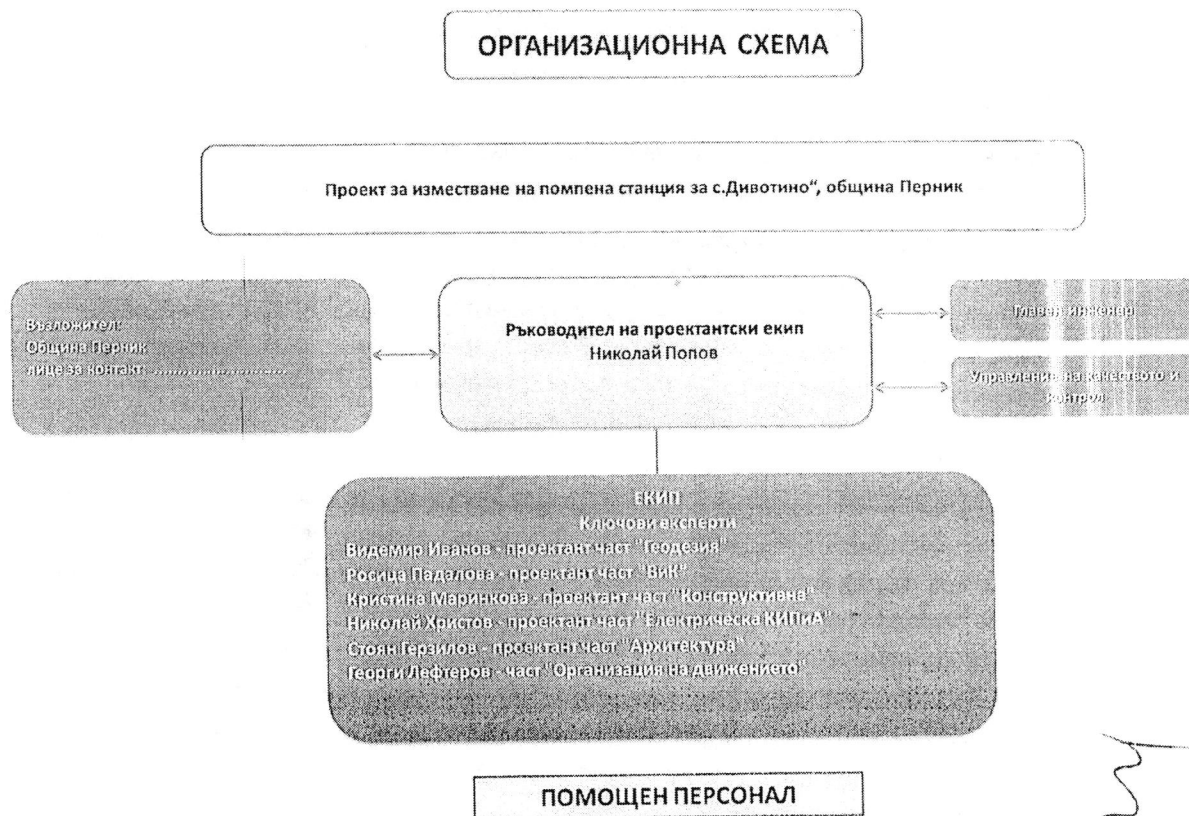 ОРГАНИЗАЦИОННА СХЕМА
Проект за изместване на помпена станция за с.Дивотино“, община Перник
Възложител:
Община Перник
лице за контакт: ................................
Ръководител на проектантски екип
Николай Попов
Главен инженер
Управление на качеството и
контрол
ЕКИП
Ключови експерти
Видемир Иванов - проектант част "Геодезия"
Росица Падалова - проектант част "ВиК"
Кристина Маринкова - проектант част "Конструктивна"
Николай Христов - проектант част "Електрическа КИПиА"
Стоян Герзилов - проектант част "Архитектура"
Георги Лефтеров - част "Организация на движението"
ПОМОЩЕН ПЕРСОНАЛ